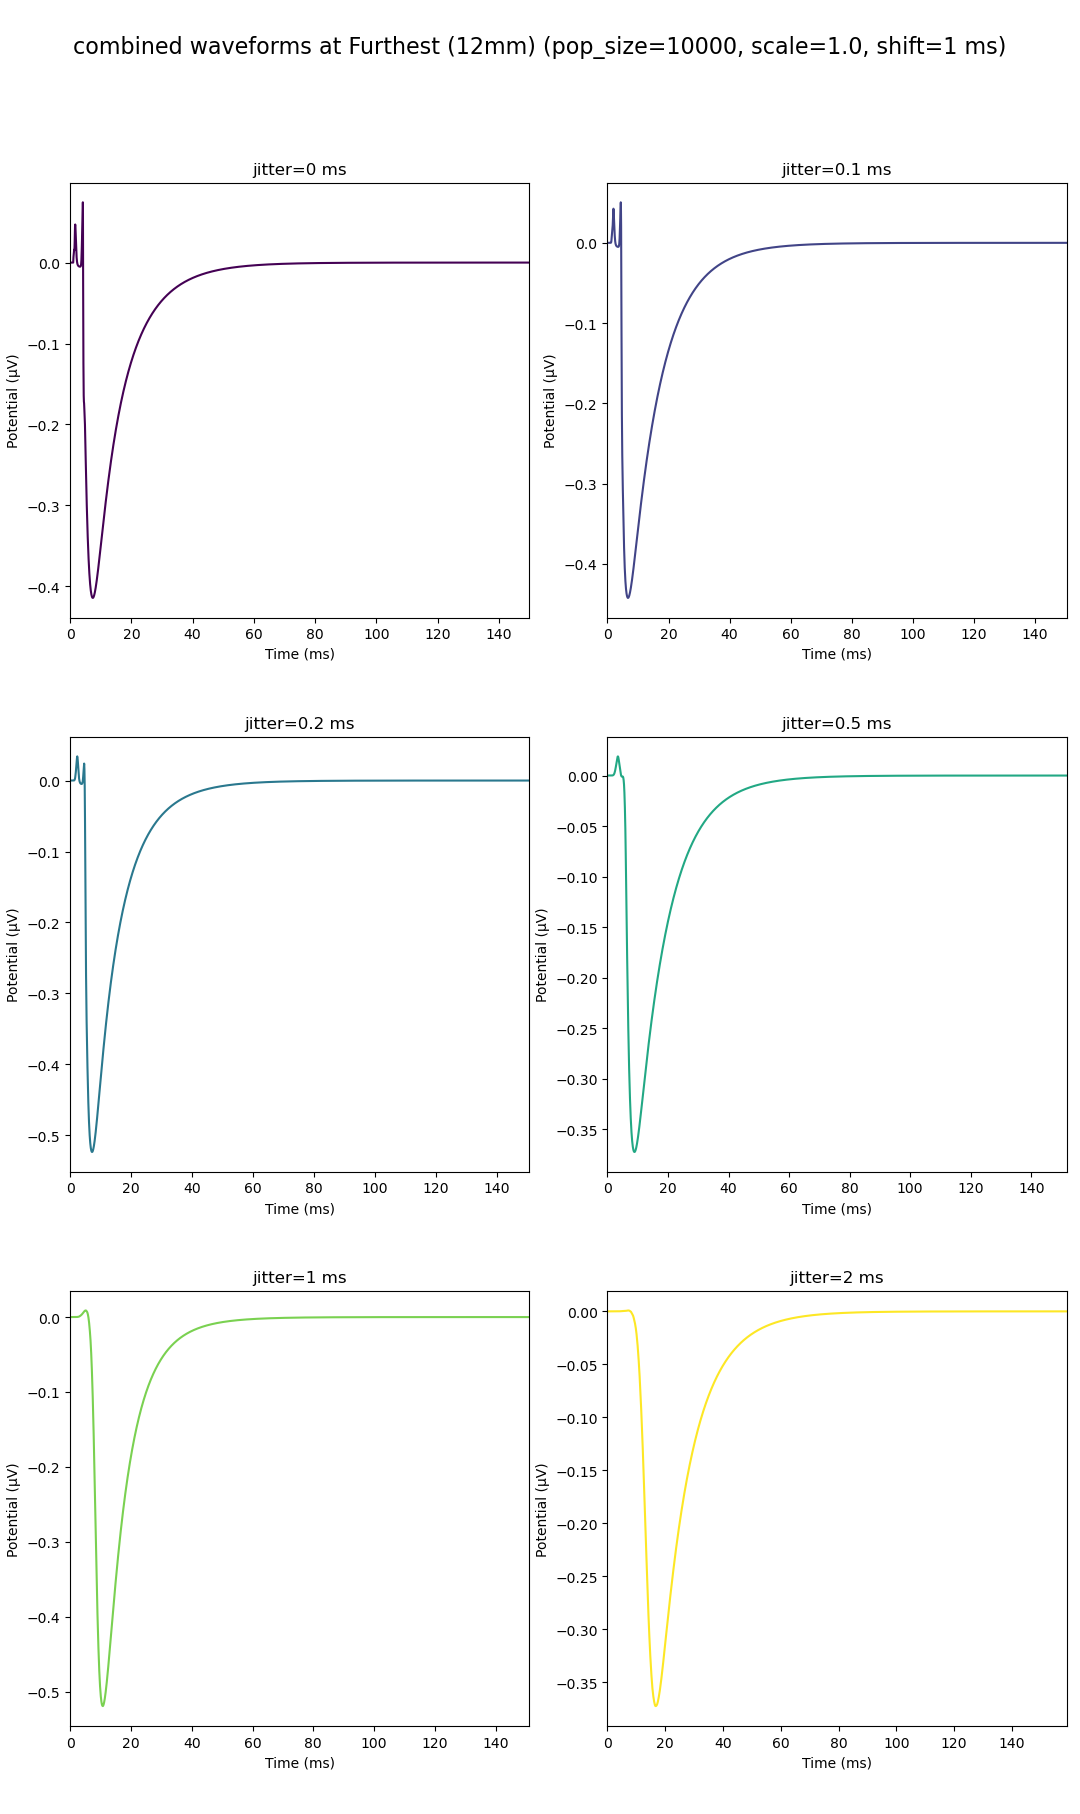 combined waveforms at Furthest (12mm) (pop_size=10000, scale=1.0, shift=1 ms)
jitter=0 ms
0.0
−0.1
−0.2
−0.3
−0.4
Potential (μV)
0 20 40 60 80 100 120 140
Time (ms)
jitter=0.1 ms
0.0
−0.1
−0.2
−0.3
−0.4
Potential (μV)
0 20 40 60 80 100 120 140
Time (ms)
jitter=0.2 ms
0.0
−0.1
−0.2
−0.3
−0.4
−0.5
Potential (μV)
0 20 40 60 80 100 120 140
Time (ms)
jitter=0.5 ms
0.00
−0.05
−0.10
−0.15
−0.20
−0.25
−0.30
−0.35
Potential (μV)
0 20 40 60 80 100 120 140
Time (ms)
jitter=1 ms
0.0
−0.1
−0.2
−0.3
−0.4
−0.5
Potential (μV)
0 20 40 60 80 100 120 140
Time (ms)
jitter=2 ms
0.00
−0.05
−0.10
−0.15
−0.20
−0.25
−0.30
−0.35
Potential (μV)
0 20 40 60 80 100 120 140
Time (ms)